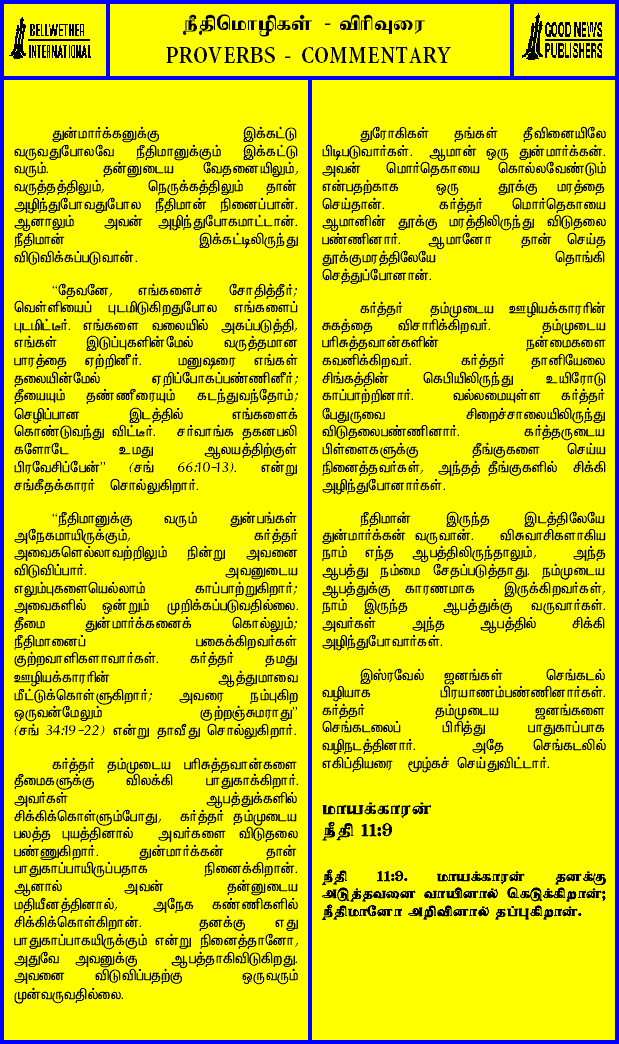 BELLWETHER
INTERNATIONAL
நீதிமொழிகள் - விரிவுரை
PROVERBS - COMMENTARY
GOOD NEWS
PUBLISHERS
துன்மார்க்கனுக்கு இக்கட்டு
வருவதுபோலவே நீதிமானுக்கும் இக்கட்டு
வரும். தன்னுடைய வேதனையிலும்,
வருத்தத்திலும், நெருக்கத்திலும் தான்
அழிந்துபோவதுபோல நீதிமான் நினைப்பான்.
ஆனாலும் அவன் அழிந்துபோகமாட்டான்.
நீதிமான் இக்கட்டிலிருந்து
விடுவிக்கப்படுவான்.
“தேவனே, எங்களைச் சோதித்தீர்;
வெள்ளியைப் புடமிடுகிறதுபோல எங்களைப்
புடமிட்டீர். எங்களை வலையில் அகப்படுத்தி,
எங்கள் இடுப்புகளின்மேல் வருத்தமான
பாரத்தை ஏற்றினீர். மனுஷரை எங்கள்
தலையின்மேல் ஏறிப்போகப்பண்ணினீர்;
தீயையும் தண்ணீரையும் கடந்துவந்தோம்;
செழிப்பான இடத்தில் எங்களைக்
கொண்டுவந்து விட்டீர். சர்வாங்க தகனபலி
களோடே உமது ஆலயத்திற்குள்
பிரவேசிப்பேன்” (சங் 66:10-13). என்று
சங்கீதக்காரர் சொல்லுகிறார்.
“நீதிமானுக்கு வரும் துன்பங்கள்
அநேகமாயிருக்கும், கர்த்தர்
அவைகளெல்லாவற்றிலும் நின்று அவனை
விடுவிப்பார். அவனுடைய
எலும்புகளையெல்லாம் காப்பாற்றுகிறார்;
அவைகளில் ஒன்றும் முறிக்கப்படுவதில்லை.
தீமை துன்மார்க்கனைக் கொல்லும்;
நீதிமானைப் பகைக்கிறவர்கள்
குற்றவாளிகளாவார்கள். கர்த்தர் தமது
ஊழியக்காரரின் ஆத்துமாவை
மீட்டுக்கொள்ளுகிறார்; அவரை நம்புகிற
ஒருவன்மேலும் குற்றஞ்சுமராது”
(சங் 34:19-22) என்று தாவீது சொல்லுகிறார்.
கர்த்தர் தம்முடைய பரிசுத்தவான்களை
தீமைகளுக்கு விலக்கி பாதுகாக்கிறார்.
அவர்கள் ஆபத்துக்களில்
சிக்கிக்கொள்ளும்போது, கர்த்தர் தம்முடைய
பலத்த புயத்தினால் அவர்களை விடுதலை
பண்ணுகிறார். துன்மார்க்கன் தான்
பாதுகாப்பாயிருப்பதாக நினைக்கிறான்.
ஆனால் அவன் தன்னுடைய
மதியீனத்தினால், அநேக கண்ணிகளில்
சிக்கிக்கொள்கிறான். தனக்கு எது
பாதுகாப்பாகயிருக்கும் என்று நினைத்தானோ,
அதுவே அவனுக்கு ஆபத்தாகிவிடுகிறது.
அவனை விடுவிப்பதற்கு ஒருவரும்
முன்வருவதில்லை.
துரோகிகள் தங்கள் தீவினையிலே
பிடிபடுவார்கள். ஆமான் ஒரு துன்மார்க்கன்.
அவன் மொர்தெகாயை கொல்லவேண்டும்
என்பதற்காக ஒரு தூக்கு மரத்தை
செய்தான். கர்த்தர் மொர்தெகாயை
ஆமானின் தூக்கு மரத்திலிருந்து விடுதலை
பண்ணினார். ஆமானோ தான் செய்த
தூக்குமரத்திலேயே தொங்கி
செத்துப்போனான்.
கர்த்தர் தம்முடைய ஊழியக்காரரின்
சுகத்தை விசாரிக்கிறவர். தம்முடைய
பரிசுத்தவான்களின் நன்மைகளை
கவனிக்கிறவர். கர்த்தர் தானியேலை
சிங்கத்தின் கெபியிலிருந்து உயிரோடு
காப்பாற்றினார். வல்லமையுள்ள கர்த்தர்
பேதுருவை சிறைச்சாலையிலிருந்து
விடுதலைபண்ணினார். கர்த்தருடைய
பிள்ளைகளுக்கு தீங்குகளை செய்ய
நினைத்தவர்கள், அந்தத் தீங்குகளில் சிக்கி
அழிந்துபோனார்கள்.
நீதிமான் இருந்த இடத்திலேயே
துன்மார்க்கன் வருவான். விசுவாசிகளாகிய
நாம் எந்த ஆபத்திலிருந்தாலும், அந்த
ஆபத்து நம்மை சேதப்படுத்தாது. நம்முடைய
ஆபத்துக்கு காரணமாக இருக்கிறவர்கள்,
நாம் இருந்த ஆபத்துக்கு வருவார்கள்.
அவர்கள் அந்த ஆபத்தில் சிக்கி
அழிந்துபோவார்கள்.
இஸ்ரவேல் ஜனங்கள் செங்கடல்
வழியாக பிரயாணம்பண்ணினார்கள்.
கர்த்தர் தம்முடைய ஜனங்களை
செங்கடலைப் பிரித்து பாதுகாப்பாக
வழிநடத்தினார். அதே செங்கடலில்
எகிப்தியரை மூழ்கச் செய்துவிட்டார்.
மாயக்காரன்
நீதி 11:9
நீதி 11:9. மாயக்காரன் தனக்கு
அடுத்தவனை வாயினால் கெடுக்கிறான்;
நீதிமானோ அறிவினால் தப்புகிறான்.